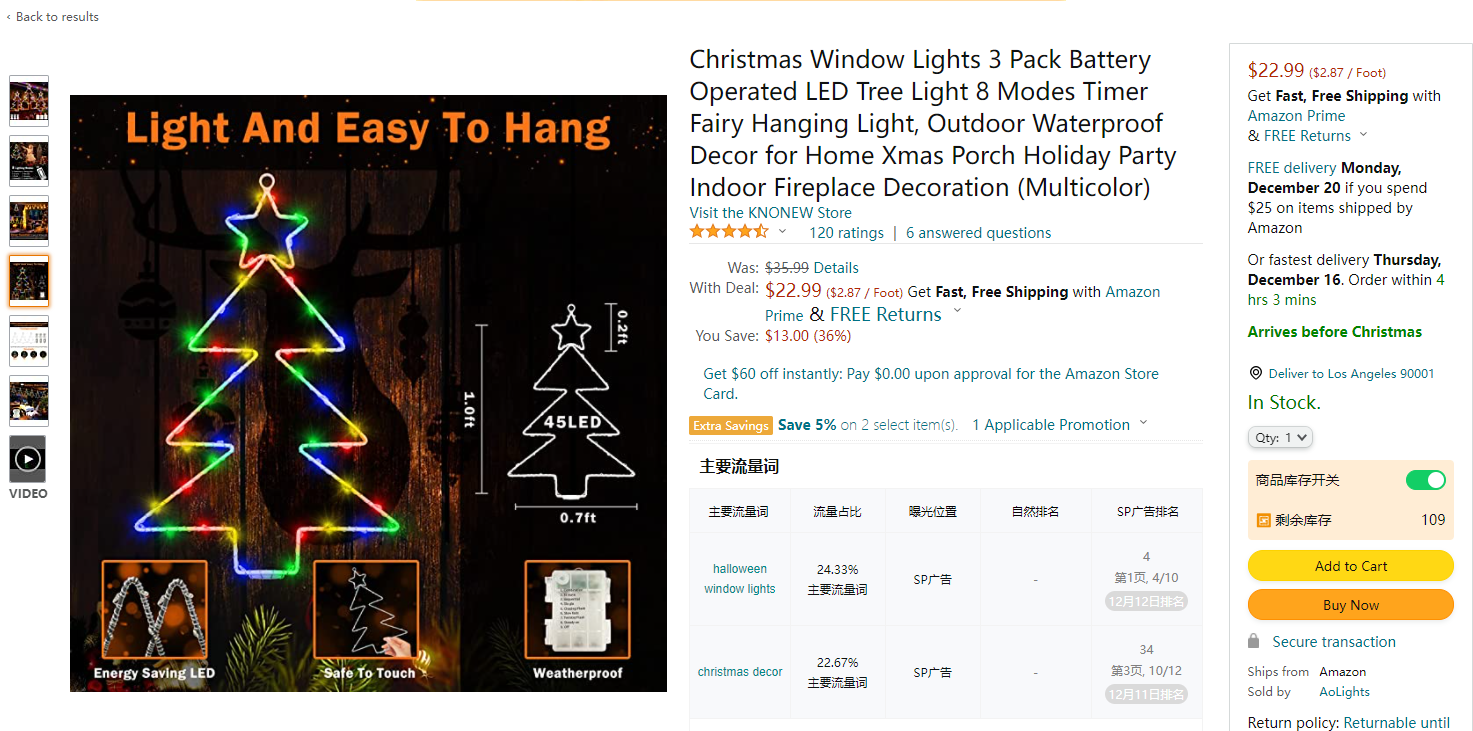 ‹ Back to results
VIDEO
Light And Easy To Hang
0.2ft
1.0ft
45LED
0.7ft
Energy Saving LED
Safe To Touch
Weatherproof
Christmas Window Lights 3 Pack Battery
Operated LED Tree Light 8 Modes Timer
Fairy Hanging Light, Outdoor Waterproof
Decor for Home Xmas Porch Holiday Party
Indoor Fireplace Decoration (Multicolor)
Visit the KNONEW Store
120 ratings | 6 answered questions
Was: $35.99 Details
With Deal: $22.99 ($2.87 / Foot) Get Fast, Free Shipping with Amazon
Prime & FREE Returns
You Save: $13.00 (36%)
Get $60 off instantly: Pay $0.00 upon approval for the Amazon Store
Card.
Extra Savings Save 5% on 2 select item(s). 1 Applicable Promotion
主要流量词
主要流量词 流量占比 曝光位置 自然排名 SP广告排名
halloween
window lights
24.33%
主要流量词
SP广告
-
4
第1页, 4/10
12月12日排名
christmas decor
22.67%
主要流量词
SP广告
-
34
第3页, 10/12
12月11日排名
$22.99 ($2.87 / Foot)
Get Fast, Free Shipping with
Amazon Prime
& FREE Returns
FREE delivery Monday,
December 20 if you spend
$25 on items shipped by
Amazon
Or fastest delivery Thursday,
December 16. Order within 4
hrs 3 mins
Arrives before Christmas
Deliver to Los Angeles 90001
In Stock.
Qty: 1
商品库存开关
剩余库存 109
Add to Cart
Buy Now
Secure transaction
Ships from Amazon
Sold by AoLights
Return policy: Returnable until